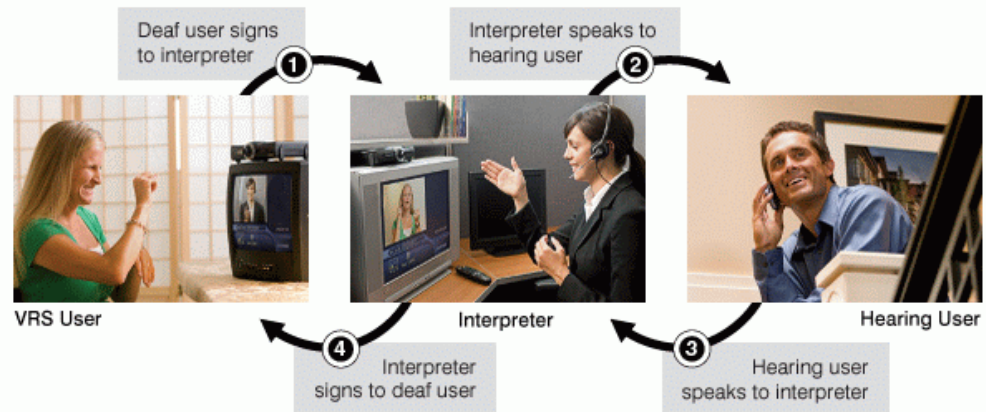 Deaf user signs
to interpreter
1
Interpreter speaks to
hearing user
2
VRS User
Interpreter
Hearing User
4
Interpreter
signs to deaf user
3
Hearing user
speaks to interpreter